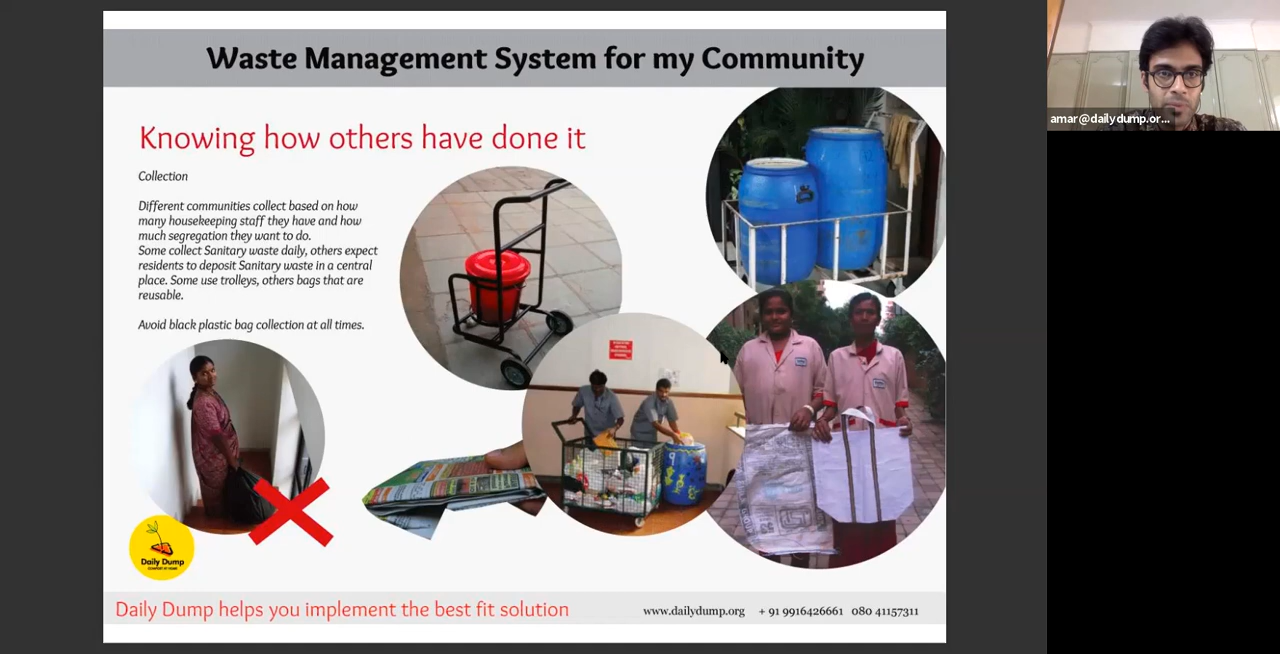 Waste Management System for my Community
amar@dailydump.or...
Knowing how others have done it
Collection
Different communities collect based on how
many housekeeping staff they have and how
much segregation they want to do.
Some collect Sanitary waste daily, others expect
residents to deposit Sanitary waste in a central
place. Some use trolleys, others bags that are
reusable.
Avoid black plastic bag collection at all times.
Daily Dump
COMPOST AT HOME
Daily Dump helps you implement the best fit solution
www.dailydump.org + 91 9916426661 080 41157311